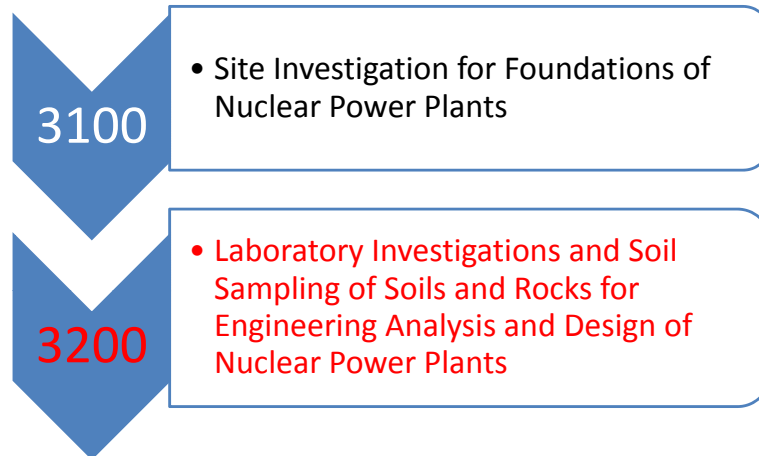 3100
• Site Investigation for Foundations of
Nuclear Power Plants
3200
• Laboratory Investigations and Soil
Sampling of Soils and Rocks for
Engineering Analysis and Design of
Nuclear Power Plants